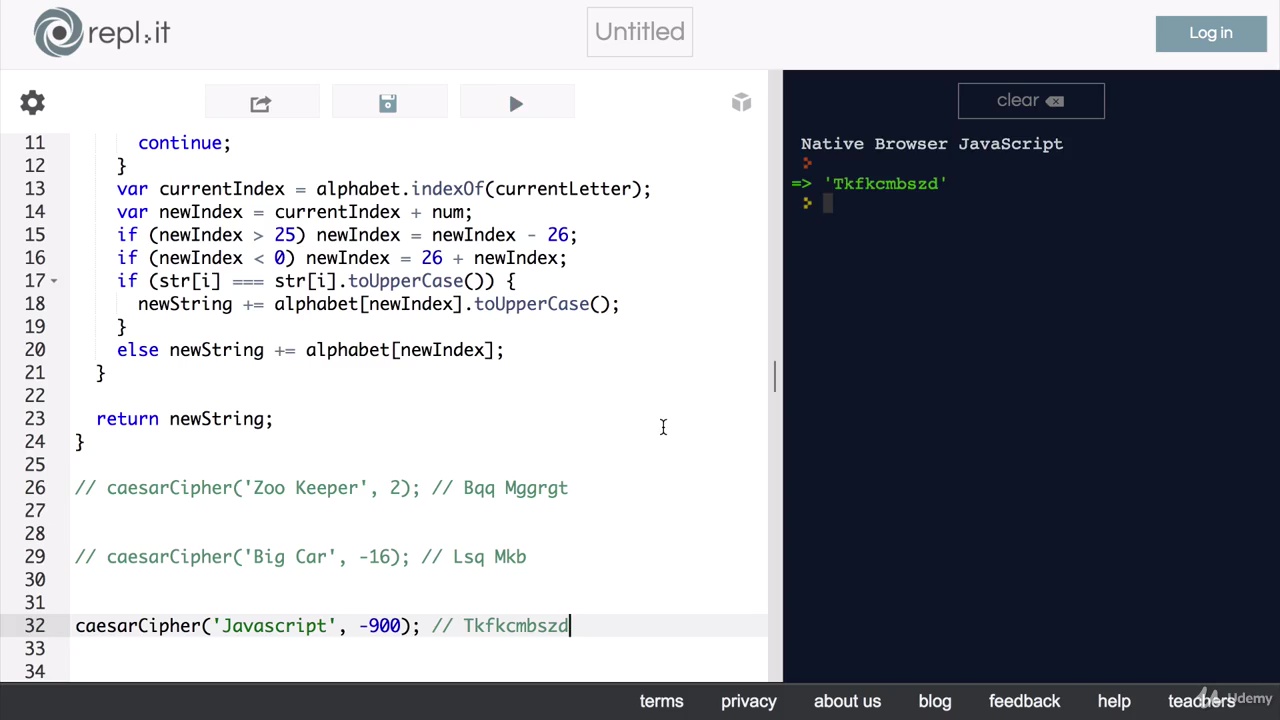 repl.it
Untitled
Log in
clear
11 continue;
12 }
13 var currentIndex = alphabet.indexOf(currentLetter);
14 var newIndex = currentIndex + num;
15 if (newIndex > 25) newIndex = newIndex - 26;
16 if (newIndex < 0) newIndex = 26 + newIndex;
17 if (str[i] === str[i].toUpperCase()) {
18 newString += alphabet[newIndex].toUpperCase();
19 }
20 else newString += alphabet[newIndex];
21 }
22
23 return newString;
24 }
25
26 // caesarCipher('Zoo Keeper', 2); // Bqq Mggrgt
27
28
29 // caesarCipher('Big Car', -16); // Lsq Mkb
30
31
32 caesarCipher('Javascript', -900); // Tkfkcmbszd
33
34
Native Browser JavaScript
=> 'Tkfkcmbszd'
terms privacy about us blog feedback help teachers
Udemy